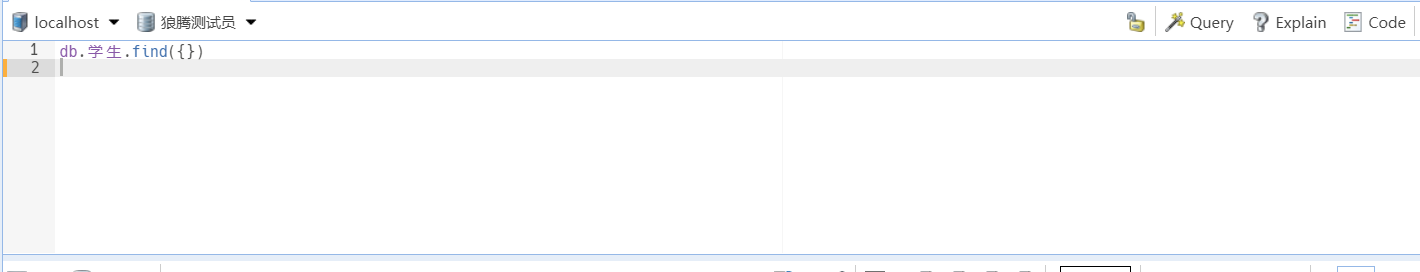 localhost 狼腾测试员 Query Explain Code
1 db.学生.find({})
2